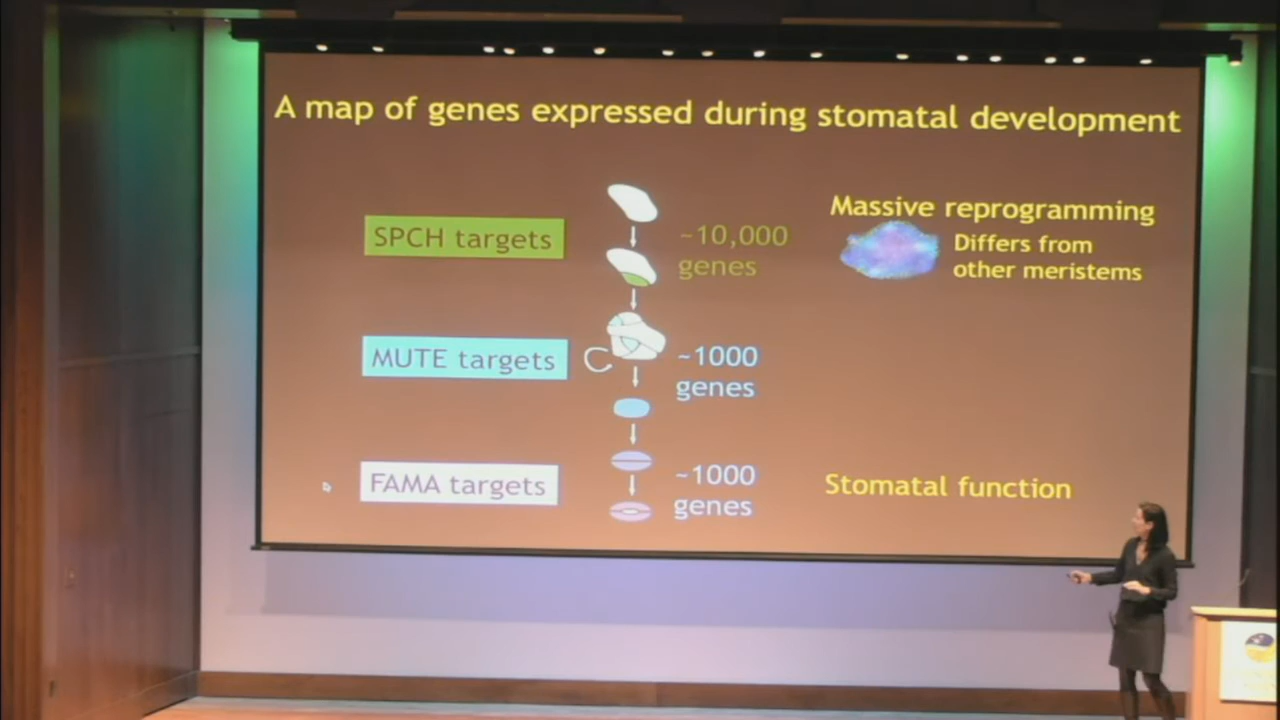 A map of genes expressed during stomatal development
SPCH targets
~10,000
genes
Massive reprogramming
Differs from
other meristems
MUTE targets
~1000
genes
FAMA targets
~1000
genes
Stomatal function